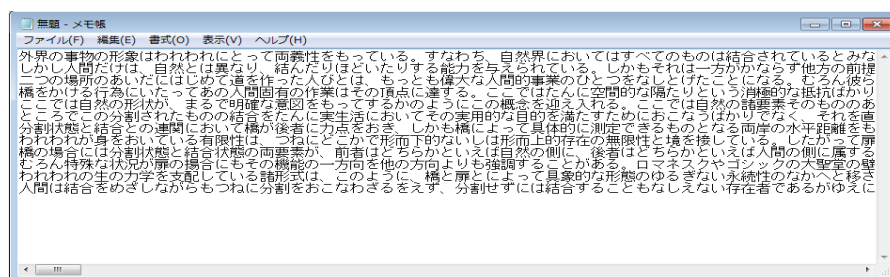 無題 - メモ帳
ファイル(F) 編集(E) 書式(O) 表示(V) ヘルプ(H)
外界の事物の形象はわれわれにとって両義性をもっている。すなわち、自然界においてはすべてのものは結合されているとみな
しかし人間だけは、自然とは異なり、結んだりほどいたりする能力を与えられている。しかもそれは一方がかならず他方の前提
二つの場所のあいだにはじめて道を作った人びとは、もっとも偉大な人間的事業のひとつをなしとげたことになる。むろん彼ら
橋をかける行為にいたってあの人間固有の作業はその頂点に達する。ここではたんに空間的な隔たりという消極的な抵抗ばかり
ここでは自然の形状が、まるで明確な意図をもってするかのようにこの概念を迎え入れる。ここでは自然の諸要素そのもののあ
ところでこの分割されたものの結合をたんに実生活においてその実用的な目的を満たすためにおこなうばかりでなく、それを直
分割状態と結合との連関において橋が後者に力点をおき、しかも橋によって具体的に測定できるものとなる両岸の水平距離をも
われわれが身をおいている有限性は、つねにどこかで形而下的ないしは形而上的存在の無限性と境を接している。したがって扉
橋の場合には分割状態と結合状態の両要素が、前者はどちらかといえば自然の側に、後者はどちらかといえば人間の側に属する
むろん特殊な状況が扉の場合にもその機能の一方向を他の方向よりも強調することがある。ロマネスクやゴシックの大聖堂の壁
われわれの生の力学を支配している諸形式は、このように、橋と扉とによって具象的な形態のゆるぎない永続性のなかへと移さ
人間は結合をめざしながらもつねに分割をおこなわざるをえず、分割せずには結合することもなしえない存在者であるがゆえに